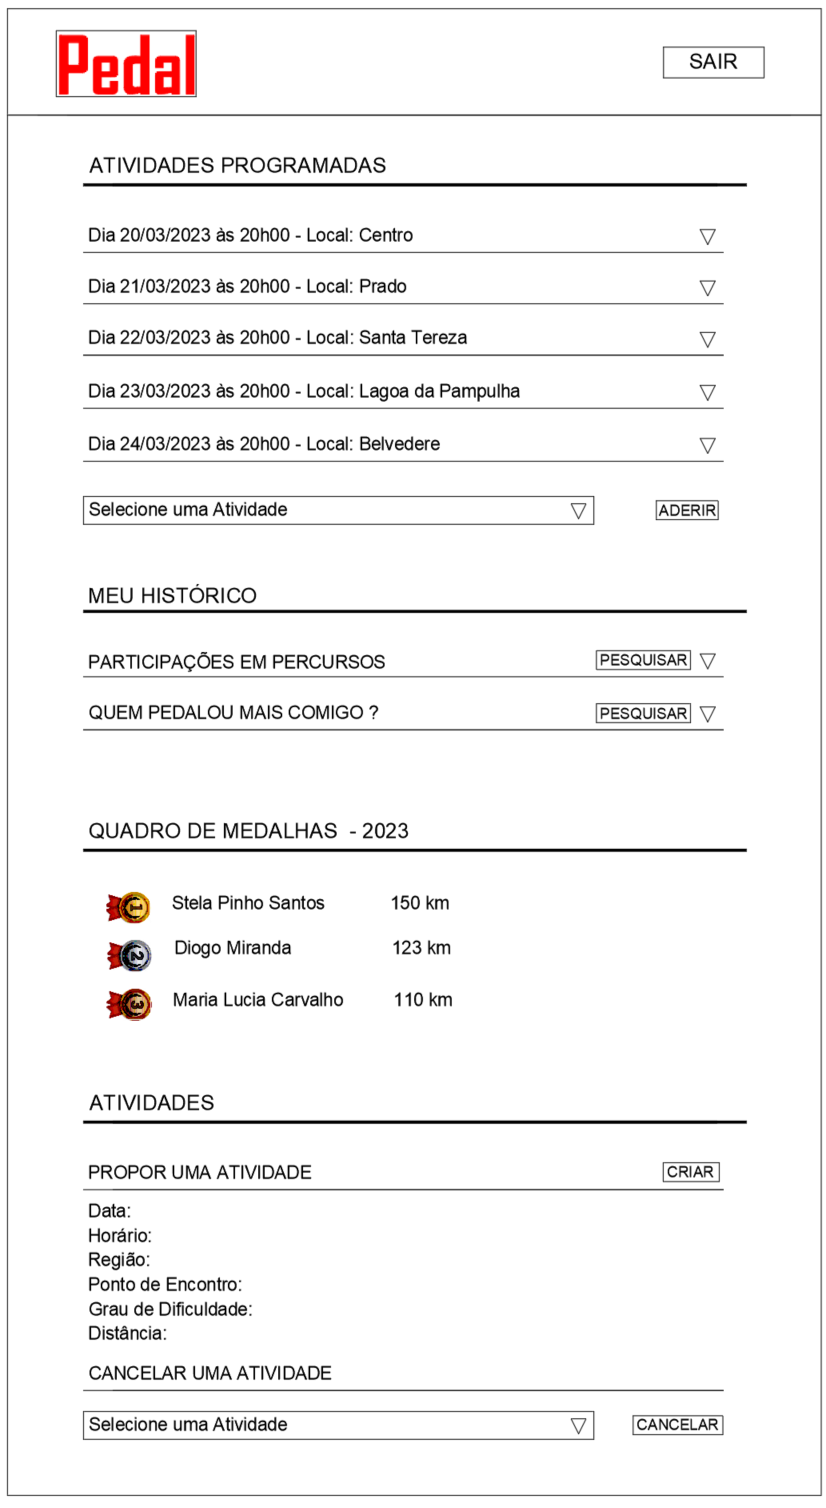 Pedal
SAIR
ATIVIDADES PROGRAMADAS
Dia 20/03/2023 às 20h00 - Local: Centro
Dia 21/03/2023 às 20h00 - Local: Prado
Dia 22/03/2023 às 20h00 - Local: Santa Tereza
Dia 23/03/2023 às 20h00 - Local: Lagoa da Pampulha
Dia 24/03/2023 às 20h00 - Local: Belvedere
Selecione uma Atividade ADERIR
MEU HISTÓRICO
PARTICIPAÇÕES EM PERCURSOS PESQUISAR
QUEM PEDALOU MAIS COMIGO ? PESQUISAR
QUADRO DE MEDALHAS - 2023
1 Stela Pinho Santos 150 km
2 Diogo Miranda 123 km
3 Maria Lucia Carvalho 110 km
ATIVIDADES
PROPOR UMA ATIVIDADE CRIAR
Data:
Horário:
Região:
Ponto de Encontro:
Grau de Dificuldade:
Distância:
CANCELAR UMA ATIVIDADE
Selecione uma Atividade CANCELAR